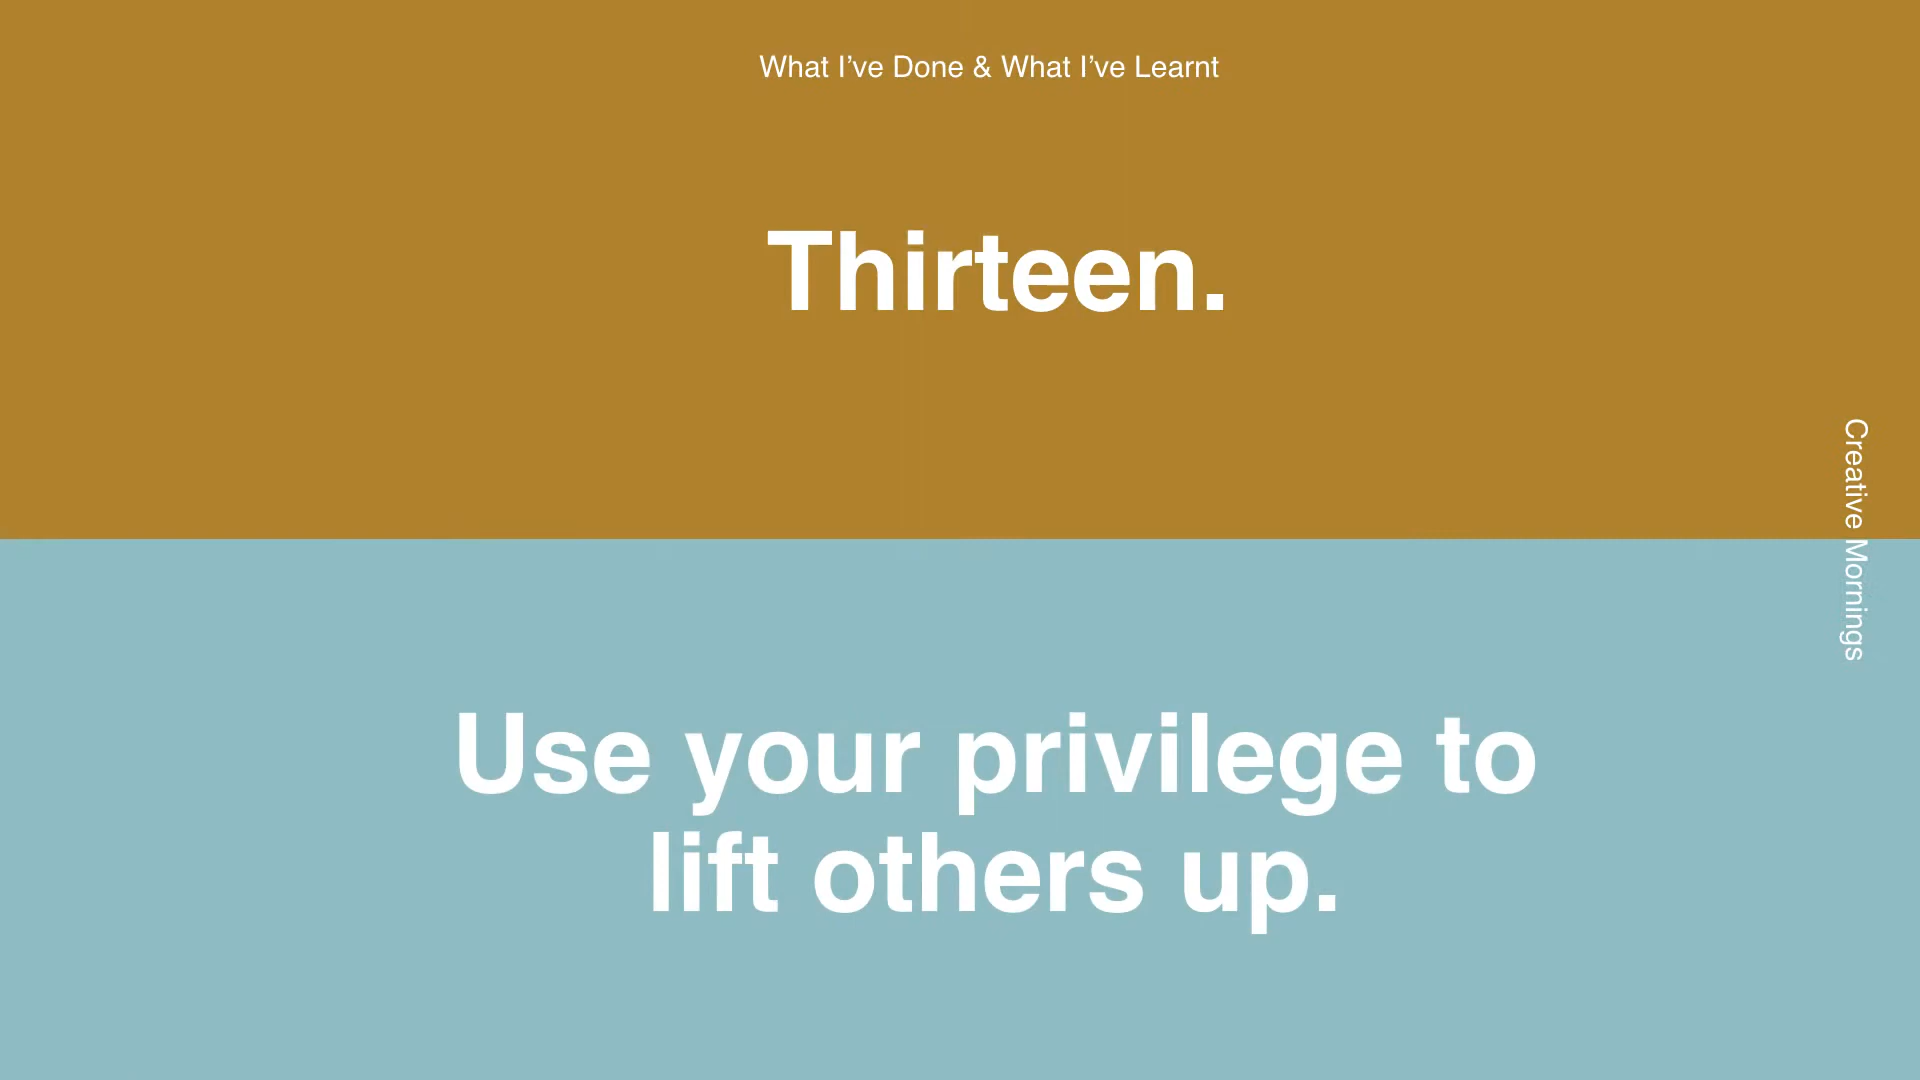 What I’ve Done & What I’ve Learnt
Thirteen.
Creative Mornings
Use your privilege to
lift others up.